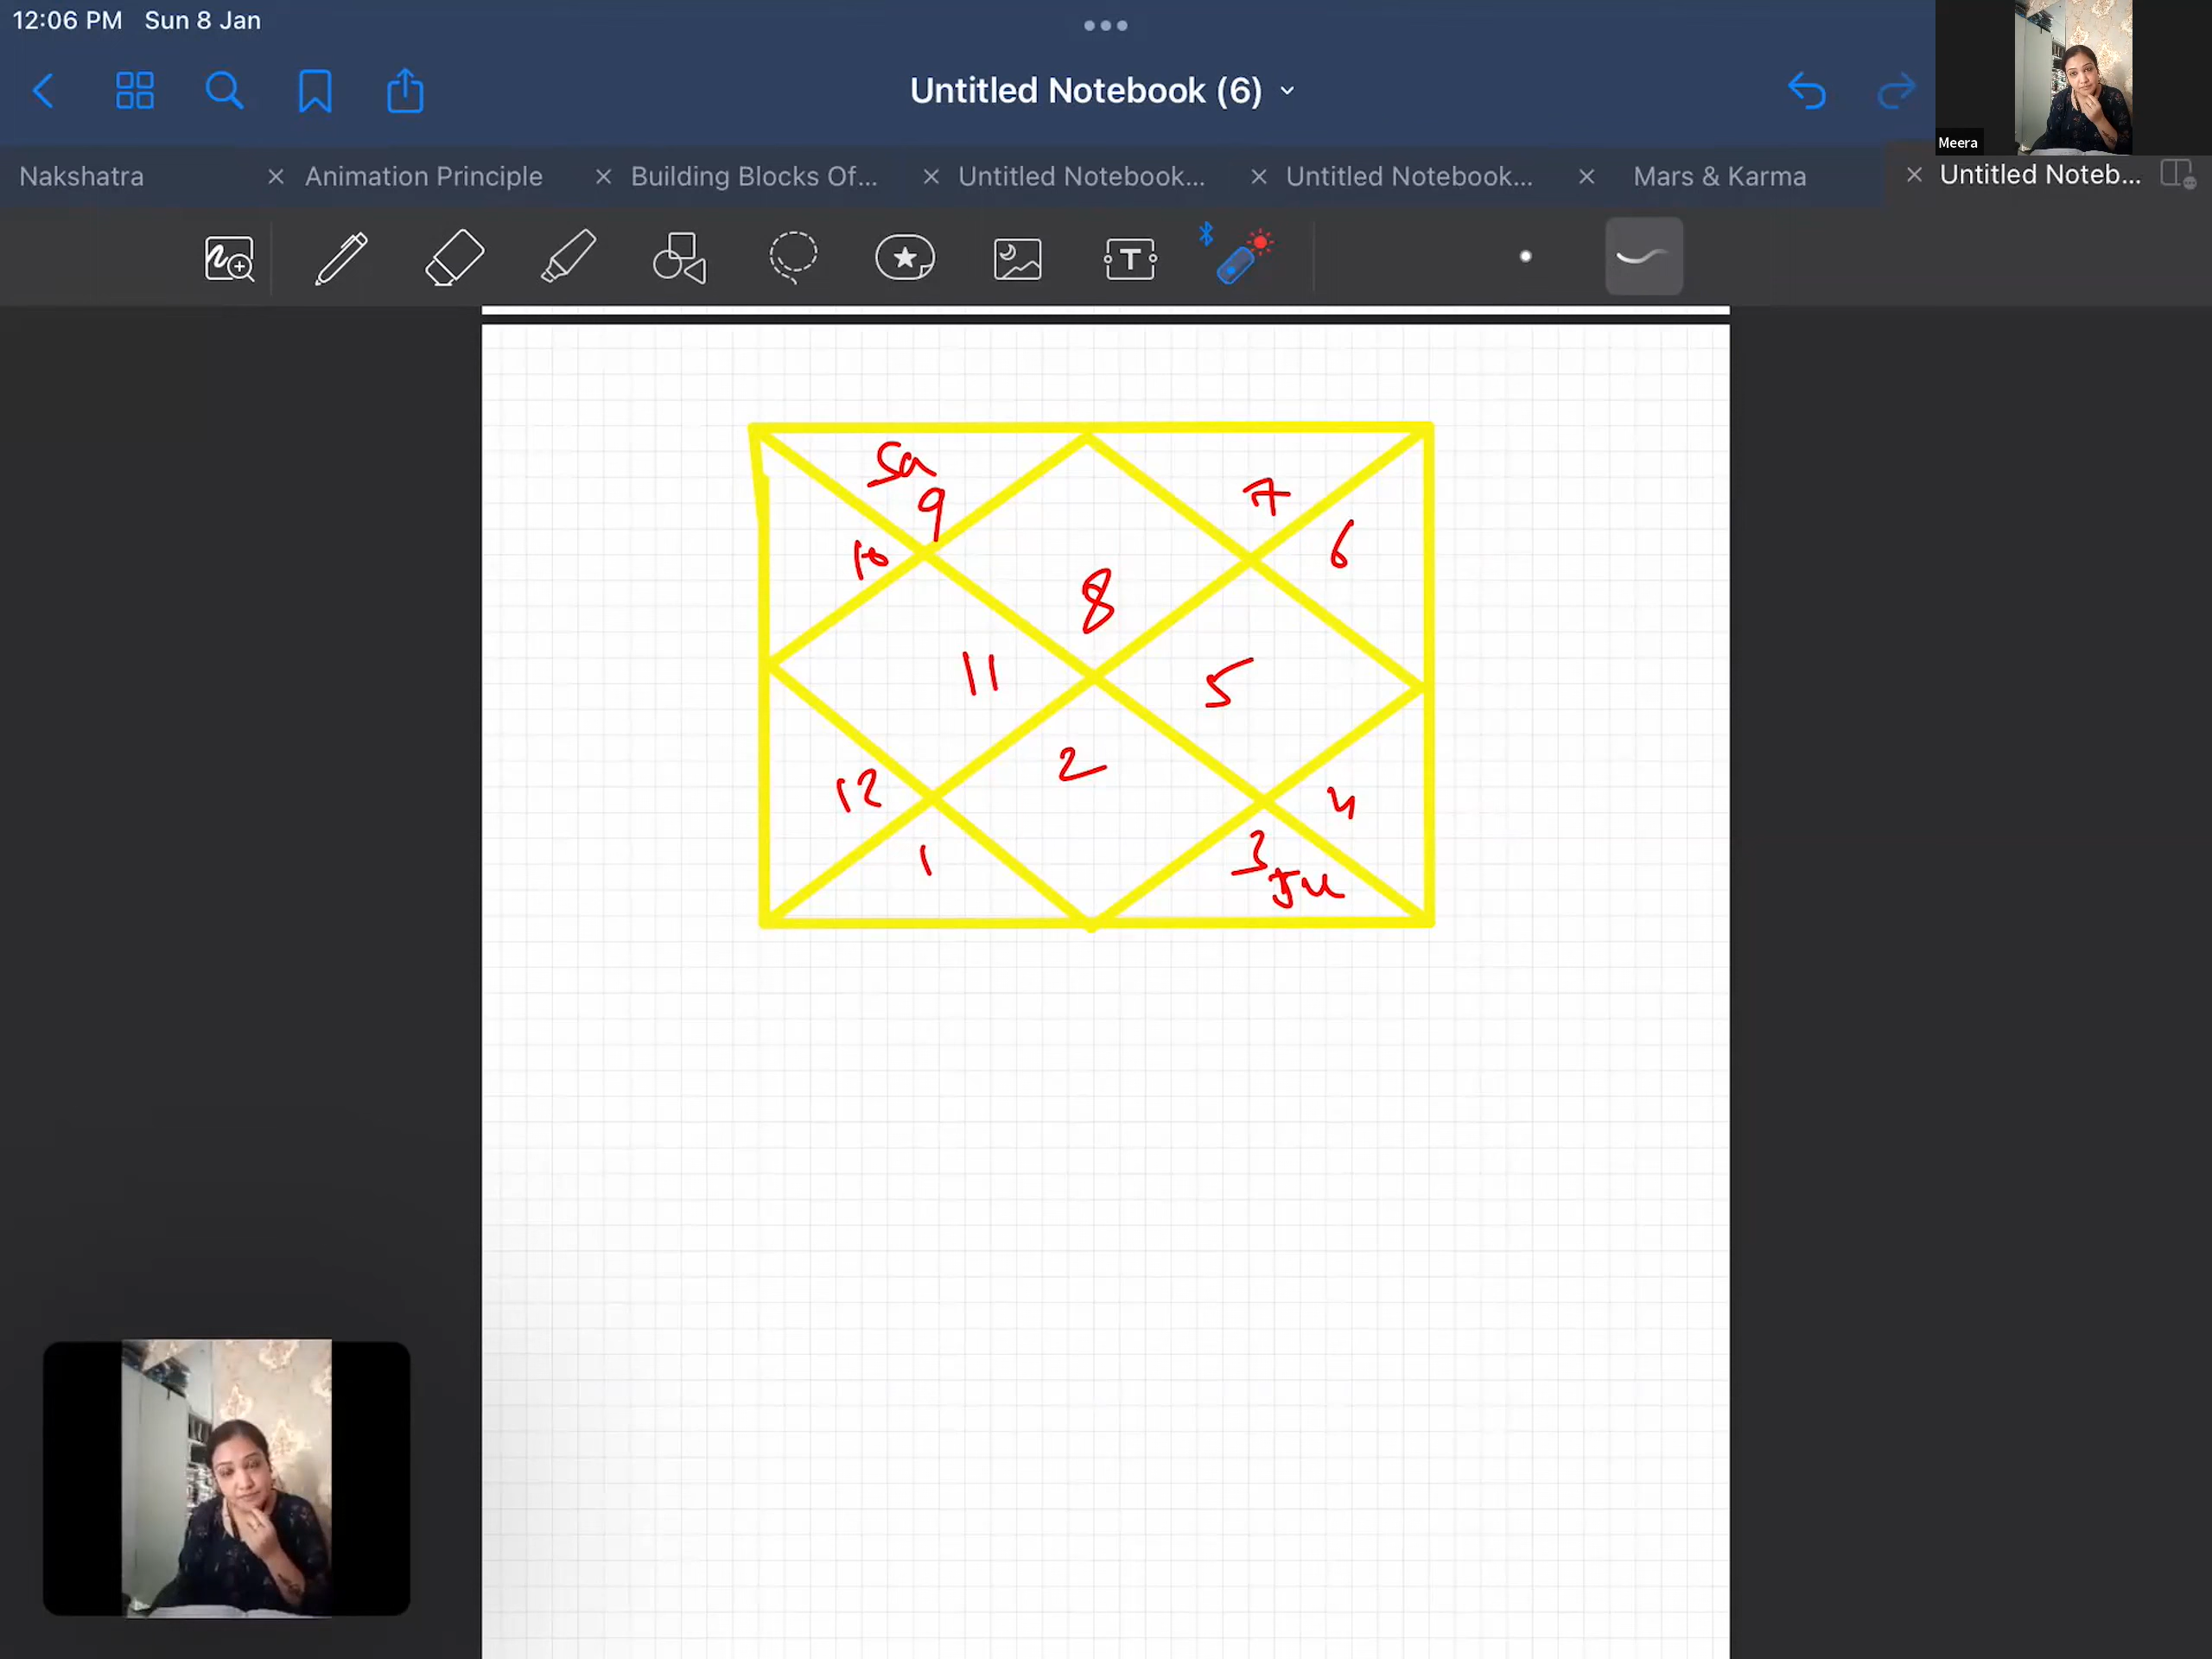 12:06 PM Sun 8 Jan
Untitled Notebook (6)
Meera
Nakshatra
Animation Principle
Building Blocks Of...
Untitled Notebook...
Untitled Notebook...
Mars & Karma
Untitled Noteb...
T
Sa
9
7
10
6
8
11
5
2
12
4
1
3
Ju